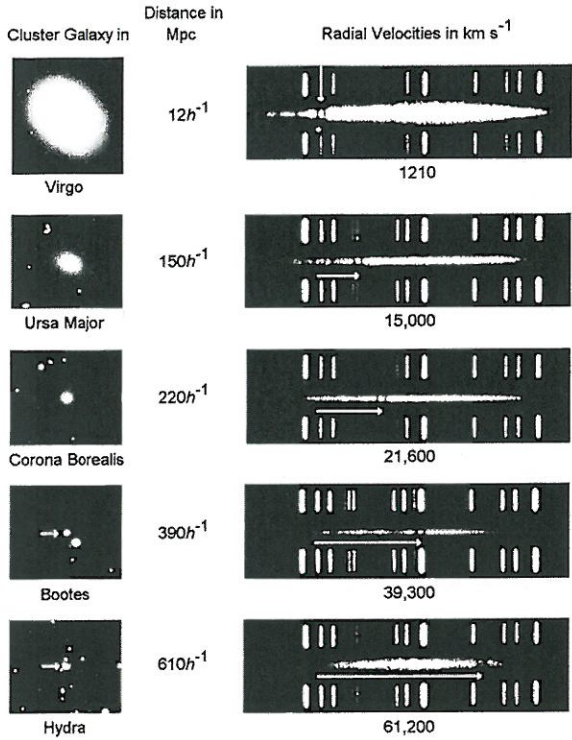 Cluster Galaxy in
Distance in
Mpc
Radial Velocities in km s⁻¹
12h⁻¹
Virgo
1210
150h⁻¹
Ursa Major
15,000
220h⁻¹
Corona Borealis
21,600
390h⁻¹
Bootes
39,300
610h⁻¹
Hydra
61,200